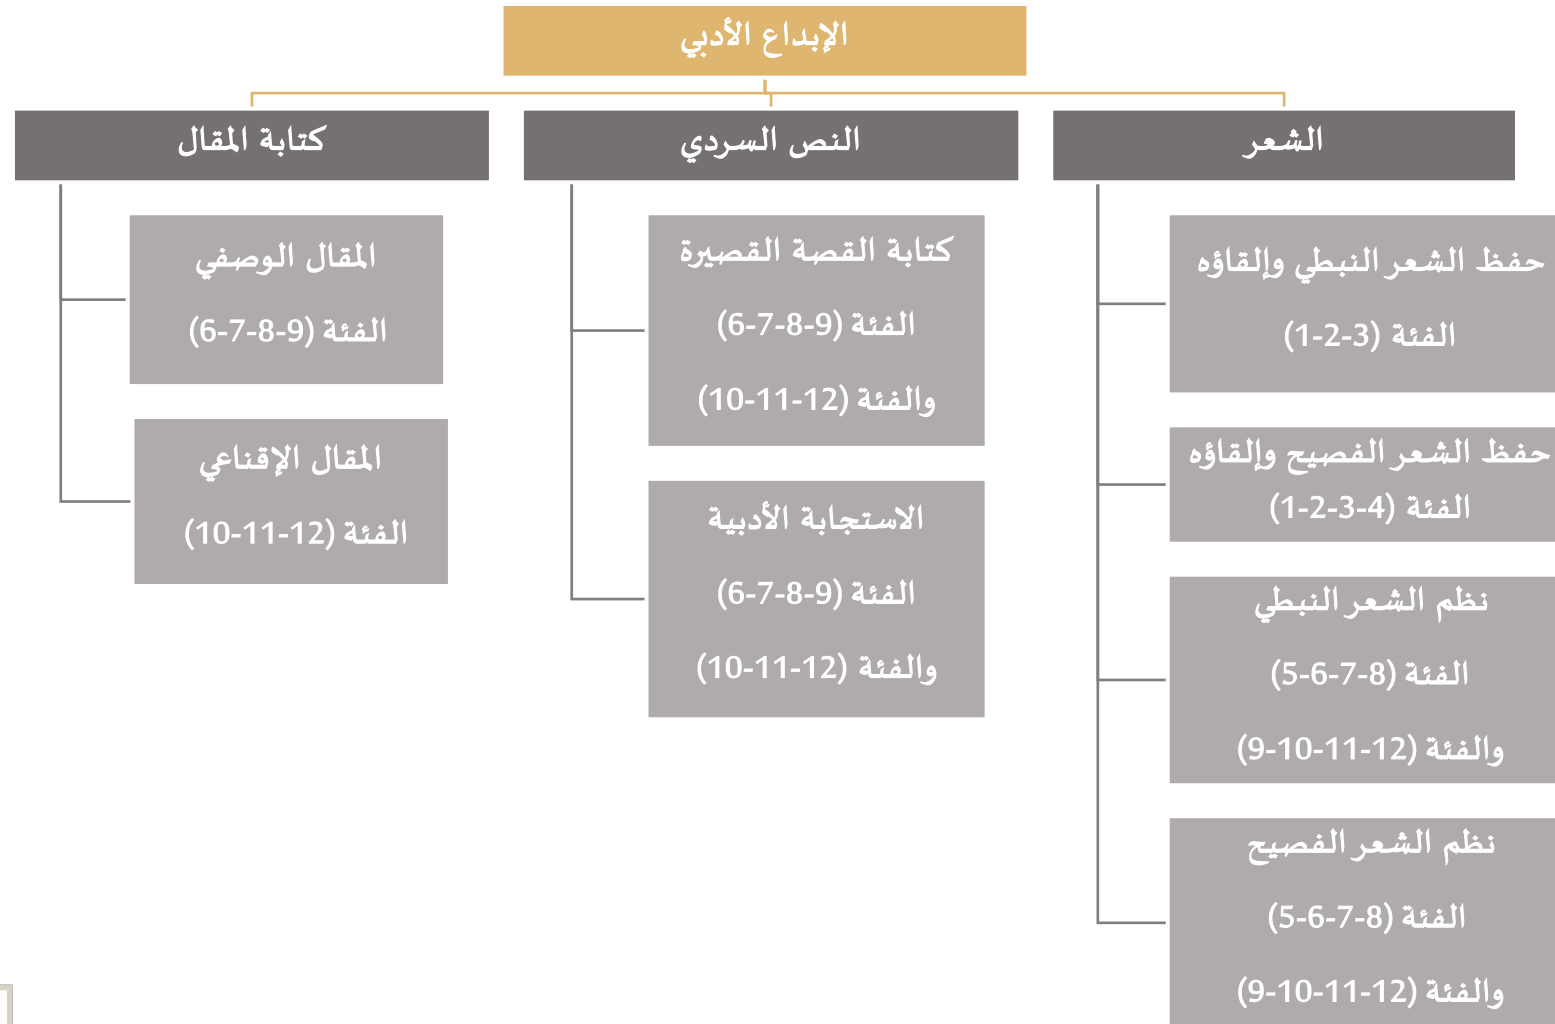 الإبداع الأدبي
الشعر
حفظ الشعر النبطي وإلقاؤه
الفئة (3-2-1)
حفظ الشعر الفصيح وإلقاؤه
الفئة (4-3-2-1)
نظم الشعر النبطي
الفئة (8-7-6-5)
والفئة (12-11-10-9)
نظم الشعر الفصيح
الفئة (8-7-6-5)
والفئة (12-11-10-9)
النص السردي
كتابة القصة القصيرة
الفئة (9-8-7-6)
والفئة (12-11-10)
الاستجابة الأدبية
الفئة (9-8-7-6)
والفئة (12-11-10)
كتابة المقال
المقال الوصفي
الفئة (9-8-7-6)
المقال الإقناعي
الفئة (12-11-10)